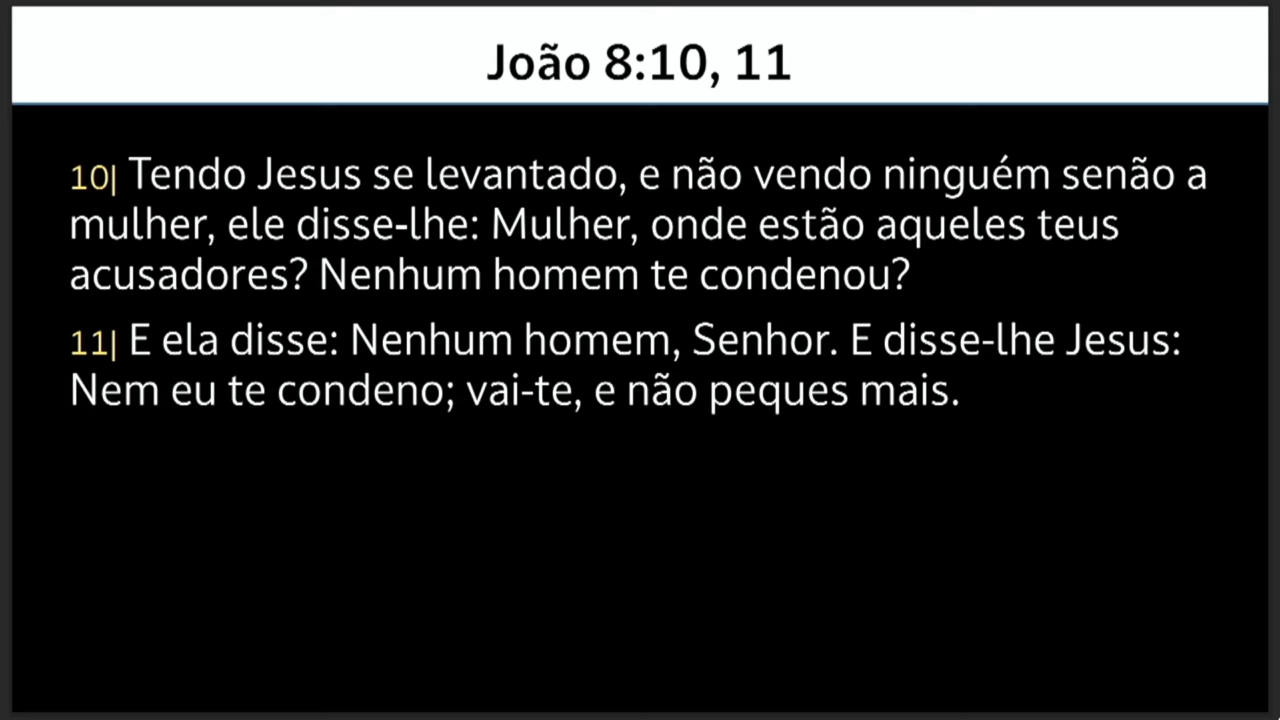 João 8:10, 11
10| Tendo Jesus se levantado, e não vendo ninguém senão a
mulher, ele disse-lhe: Mulher, onde estão aqueles teus
acusadores? Nenhum homem te condenou?
11| E ela disse: Nenhum homem, Senhor. E disse-lhe Jesus:
Nem eu te condeno; vai-te, e não peques mais.